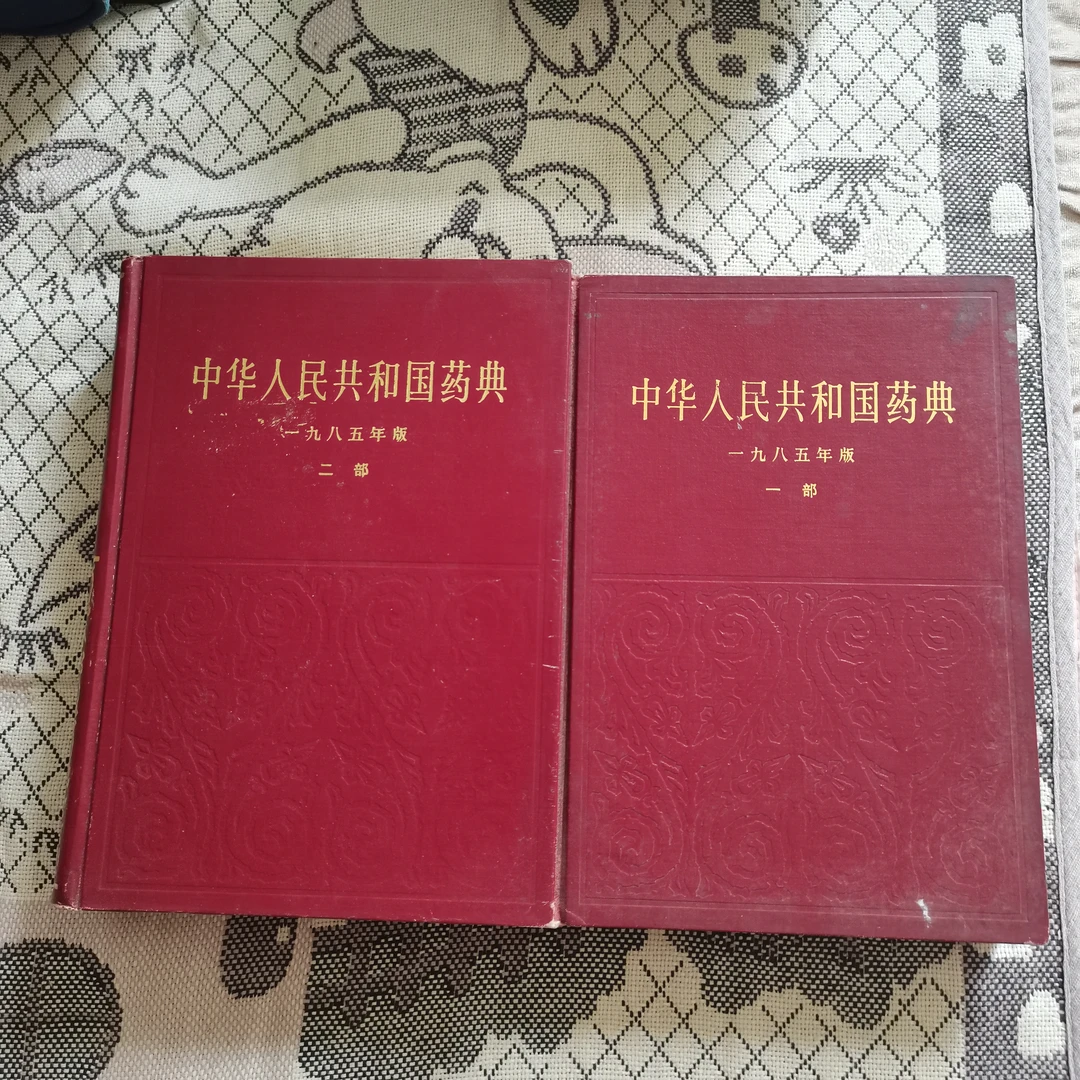 中华人民共和国药典
一九八五年版
二 部
中华人民共和国药典
一九八五年版
一 部